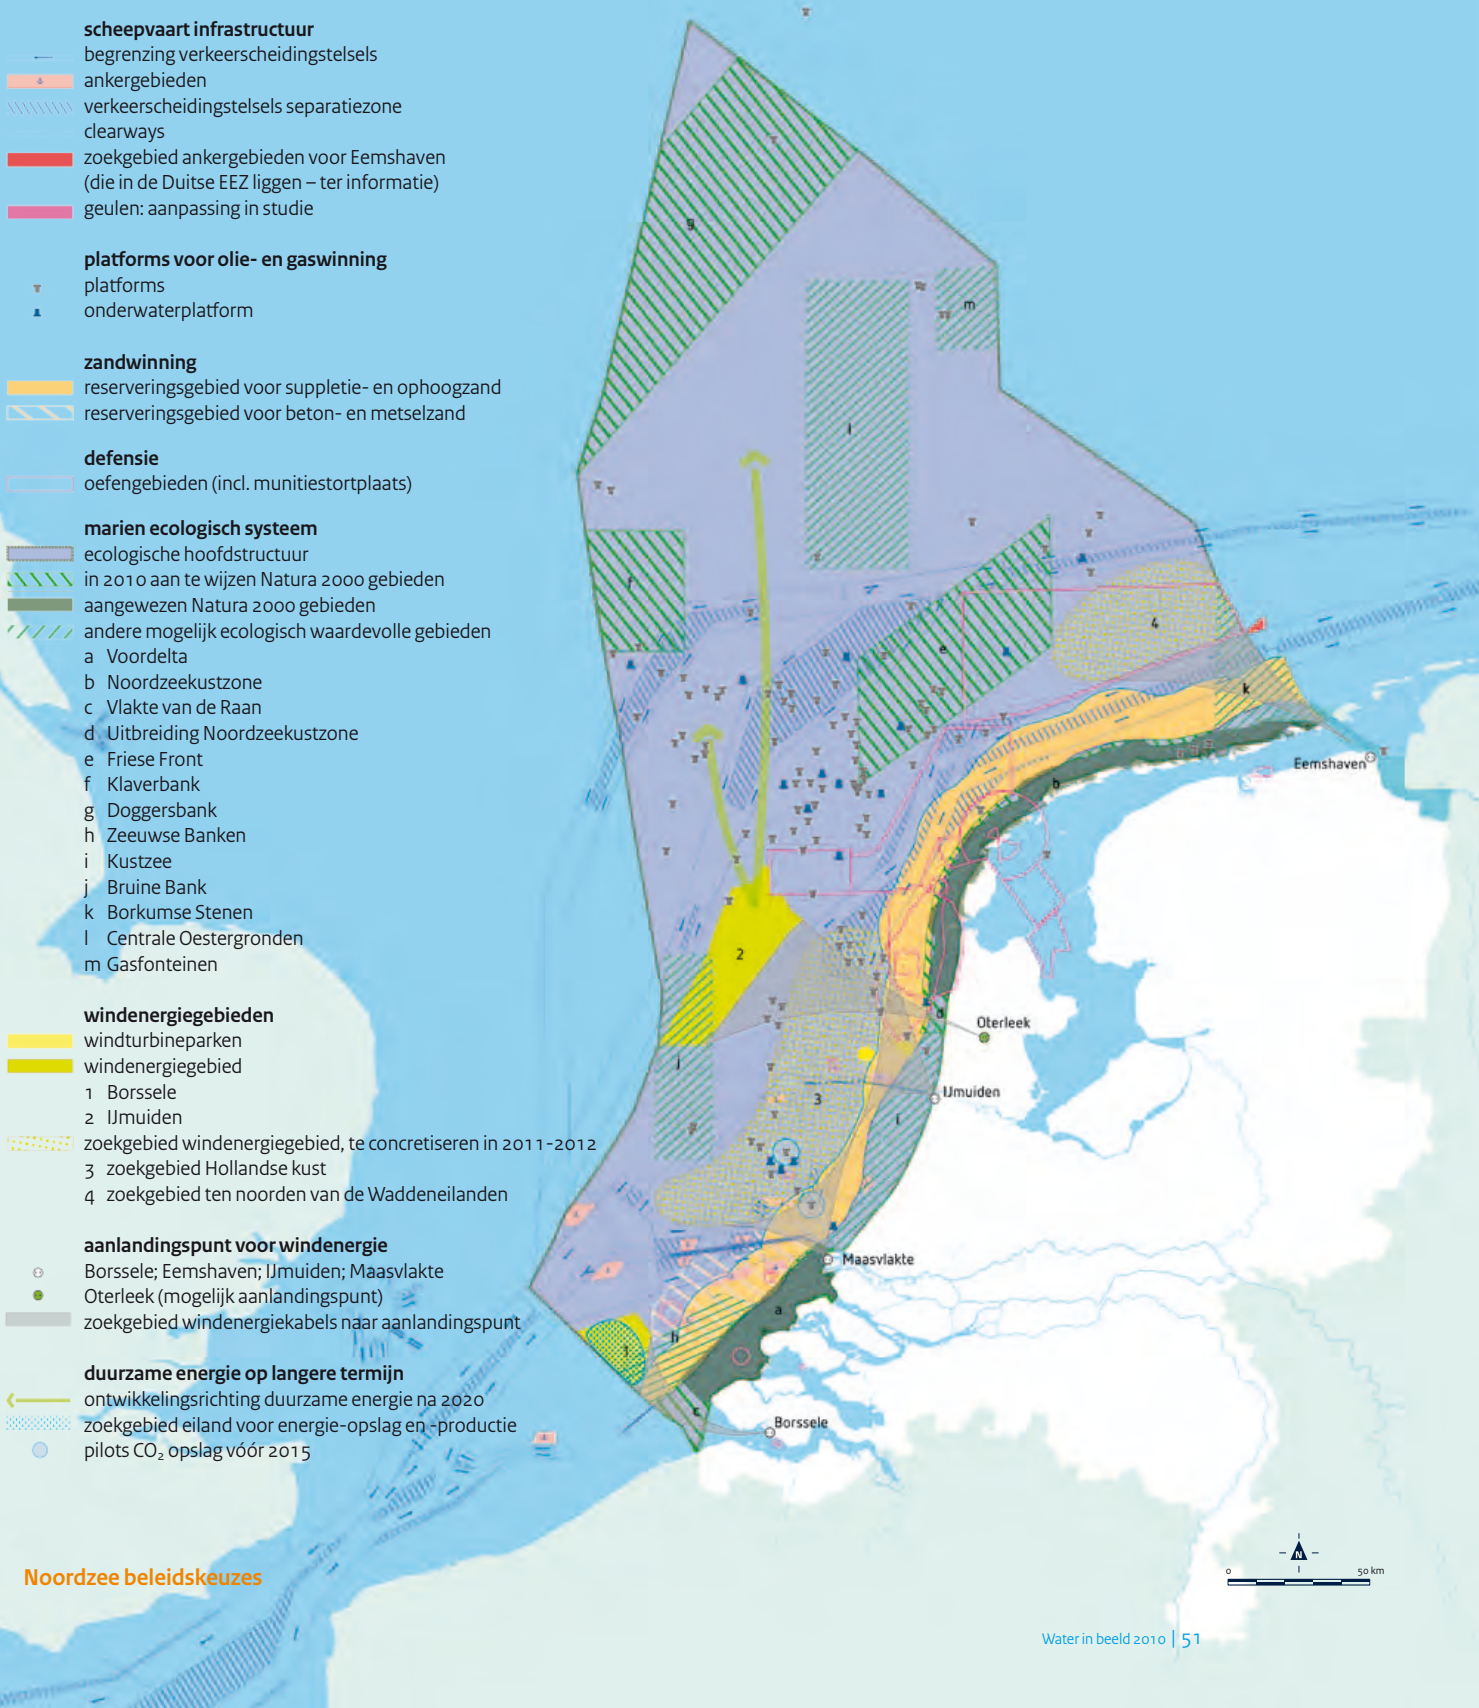 scheepvaart infrastructuur
begrenzing verkeerscheidingstelsels
ankergebieden
verkeerscheidingstelsels separatiezone
clearways
zoekgebied ankergebieden voor Eemshaven
(die in de Duitse EEZ liggen – ter informatie)
geulen: aanpassing in studie
platforms voor olie- en gaswinning
platforms
onderwaterplatform
zandwinning
reserveringsgebied voor suppletie- en ophoogzand
reserveringsgebied voor beton- en metselzand
defensie
oefengebieden (incl. munitiestortplaats)
marien ecologisch systeem
ecologische hoofdstructuur
in 2010 aan te wijzen Natura 2000 gebieden
aangewezen Natura 2000 gebieden
andere mogelijk ecologisch waardevolle gebieden
a Voordelta
b Noordzeekustzone
c Vlakte van de Raan
d Uitbreiding Noordzeekustzone
e Friese Front
f Klaverbank
g Doggersbank
h Zeeuwse Banken
i Kustzee
j Bruine Bank
k Borkumse Stenen
l Centrale Oestergronden
m Gasfonteinen
windenergiegebieden
windturbineparken
windenergiegebied
1 Borssele
2 IJmuiden
zoekgebied windenergiegebied, te concretiseren in 2011-2012
3 zoekgebied Hollandse kust
4 zoekgebied ten noorden van de Waddeneilanden
aanlandingspunt voor windenergie
Borssele; Eemshaven; IJmuiden; Maasvlakte
Oterleek (mogelijk aanlandingspunt)
zoekgebied windenergiekabels naar aanlandingspunt
duurzame energie op langere termijn
ontwikkelingsrichting duurzame energie na 2020
zoekgebied eiland voor energie-opslag en -productie
pilots CO₂ opslag vóór 2015
g
m
l
f
4
e
k
Eemshaven
b
2
d
Oterleek
j
IJmuiden
3
i
Maasvlakte
a
h
1
c
Borssele
N
0 50 km
Noordzee beleidskeuzes
Water in beeld 2010 | 51